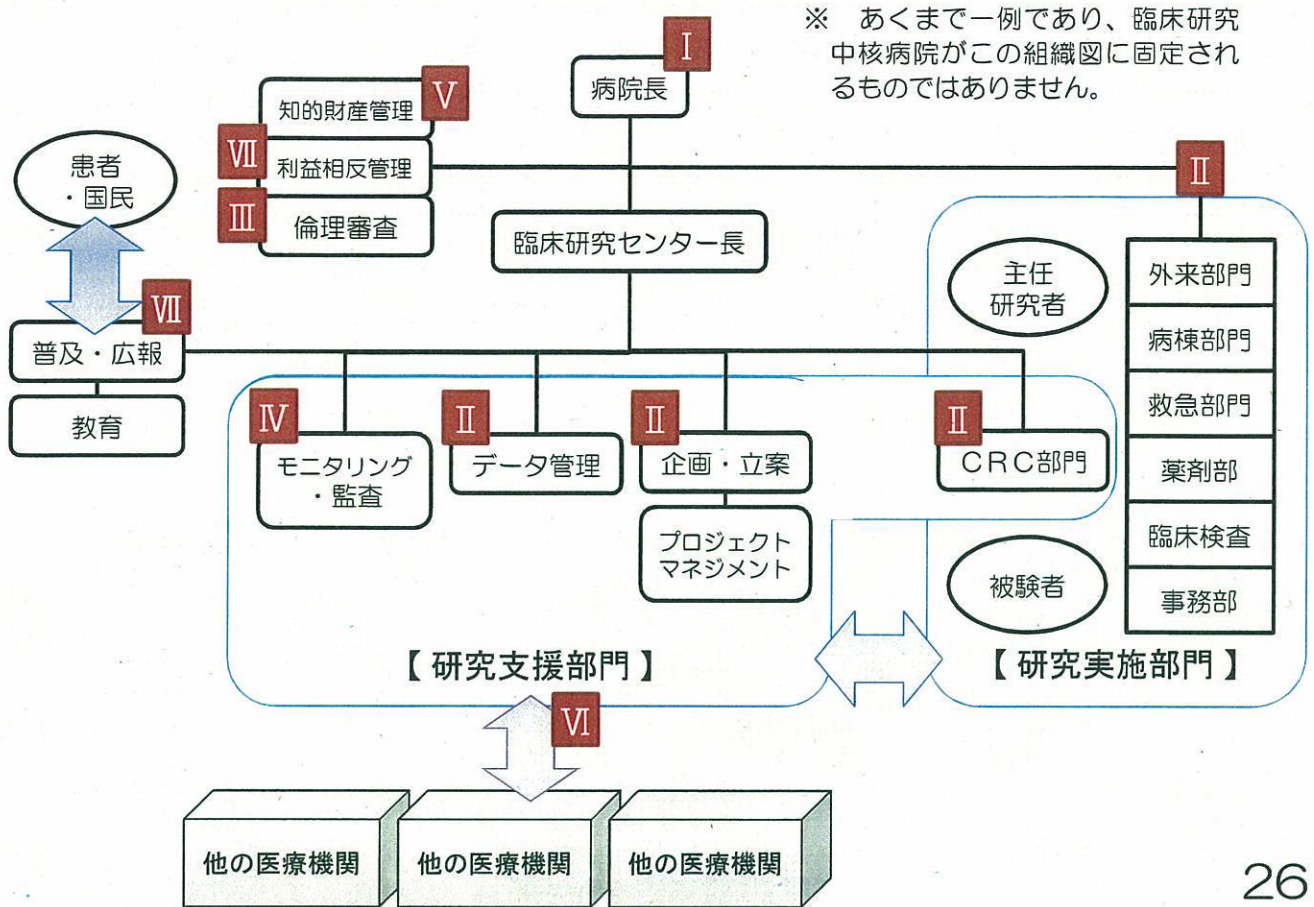 ※ あくまで一例であり、臨床研究
中核病院がこの組織図に固定され
るものではありません。
I
病院長
知的財産管理
V
VII
利益相反管理
III
倫理審査
患者
・国民
II
臨床研究センター長
主任
研究者
外来部門
病棟部門
救急部門
薬剤部
臨床検査
事務部
VII
普及・広報
教育
IV
モニタリング
・監査
II
データ管理
II
企画・立案
プロジェクト
マネジメント
II
CRC部門
被験者
【研究支援部門】
【研究実施部門】
VI
他の医療機関
他の医療機関
他の医療機関
26